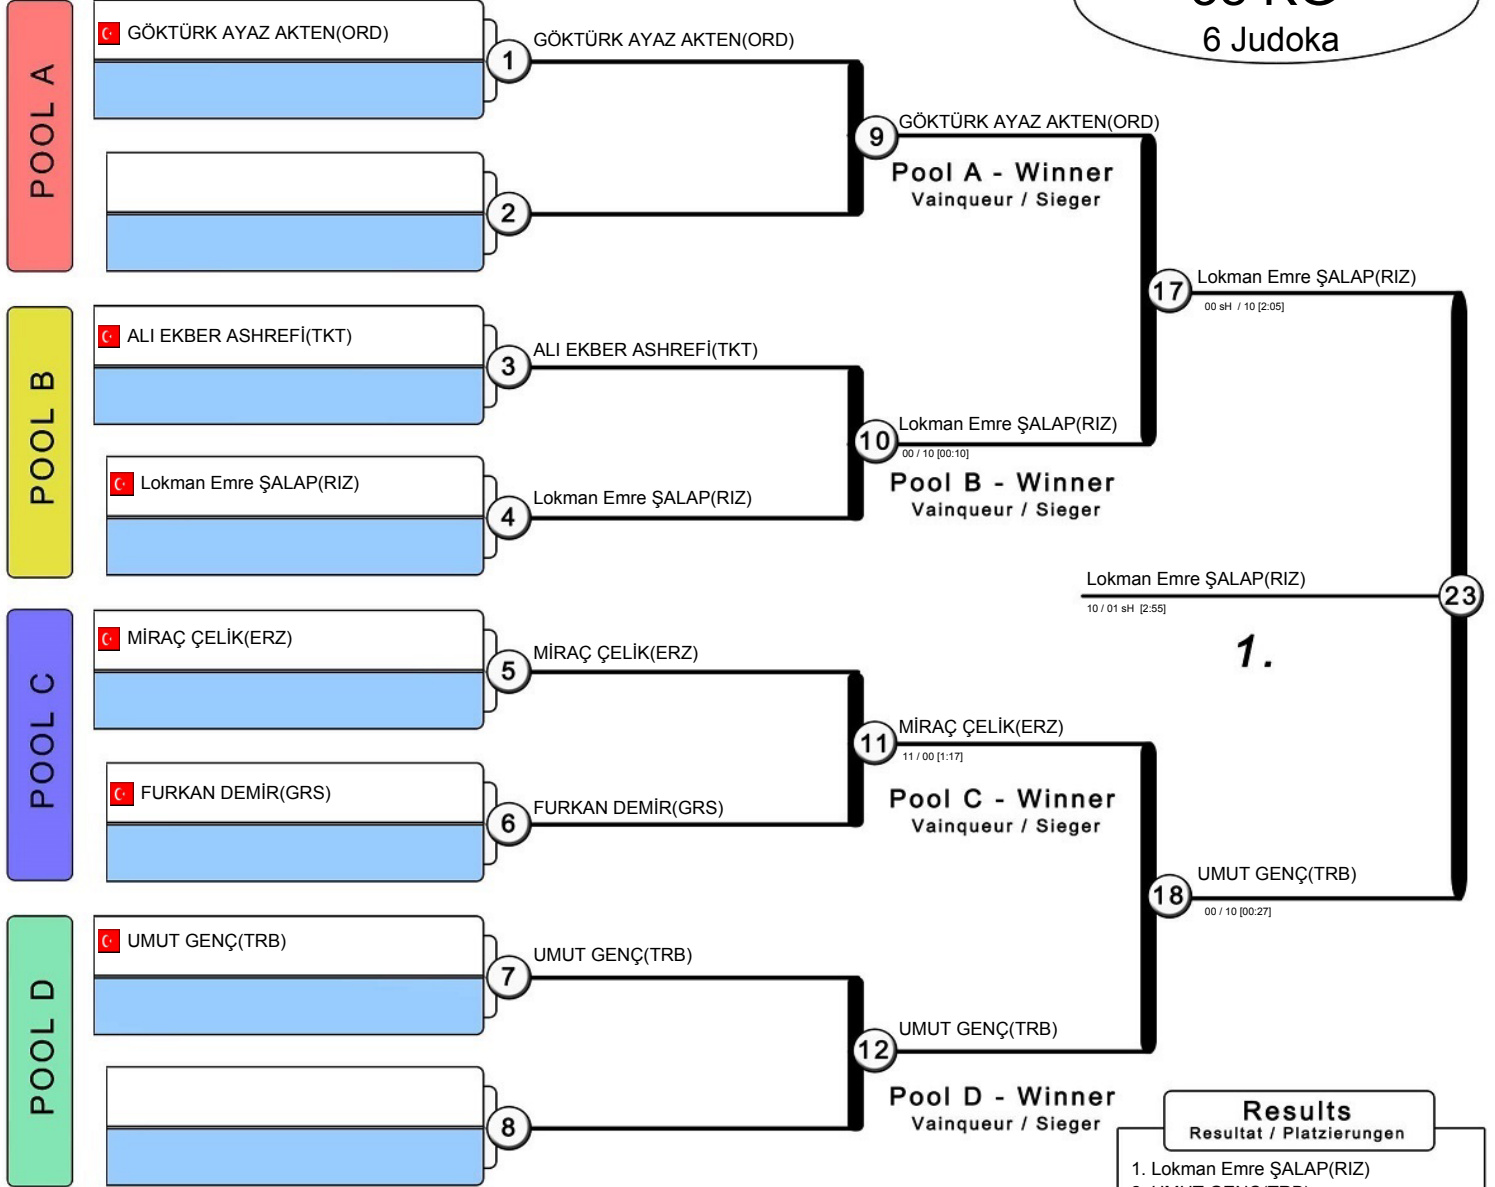 KG
6 Judoka
POOL A
GÖKTÜRK AYAZ AKTEN(ORD)
1
GÖKTÜRK AYAZ AKTEN(ORD)
2
9
GÖKTÜRK AYAZ AKTEN(ORD)
Pool A - Winner
Vainqueur / Sieger
POOL B
ALI EKBER ASHREFİ(TKT)
3
ALI EKBER ASHREFİ(TKT)
Lokman Emre ŞALAP(RIZ)
4
Lokman Emre ŞALAP(RIZ)
10
Lokman Emre ŞALAP(RIZ)
00 / 10 [00:10]
Pool B - Winner
Vainqueur / Sieger
17
Lokman Emre ŞALAP(RIZ)
00 sH / 10 [2:05]
POOL C
MİRAÇ ÇELİK(ERZ)
5
MİRAÇ ÇELİK(ERZ)
FURKAN DEMİR(GRS)
6
FURKAN DEMİR(GRS)
11
MİRAÇ ÇELİK(ERZ)
11 / 00 [1:17]
Pool C - Winner
Vainqueur / Sieger
POOL D
UMUT GENÇ(TRB)
7
UMUT GENÇ(TRB)
8
12
UMUT GENÇ(TRB)
Pool D - Winner
Vainqueur / Sieger
18
UMUT GENÇ(TRB)
00 / 10 [00:27]
Lokman Emre ŞALAP(RIZ)
23
10 / 01 sH [2:55]
1.
Results
Resultat / Platzierungen
1. Lokman Emre ŞALAP(RIZ)